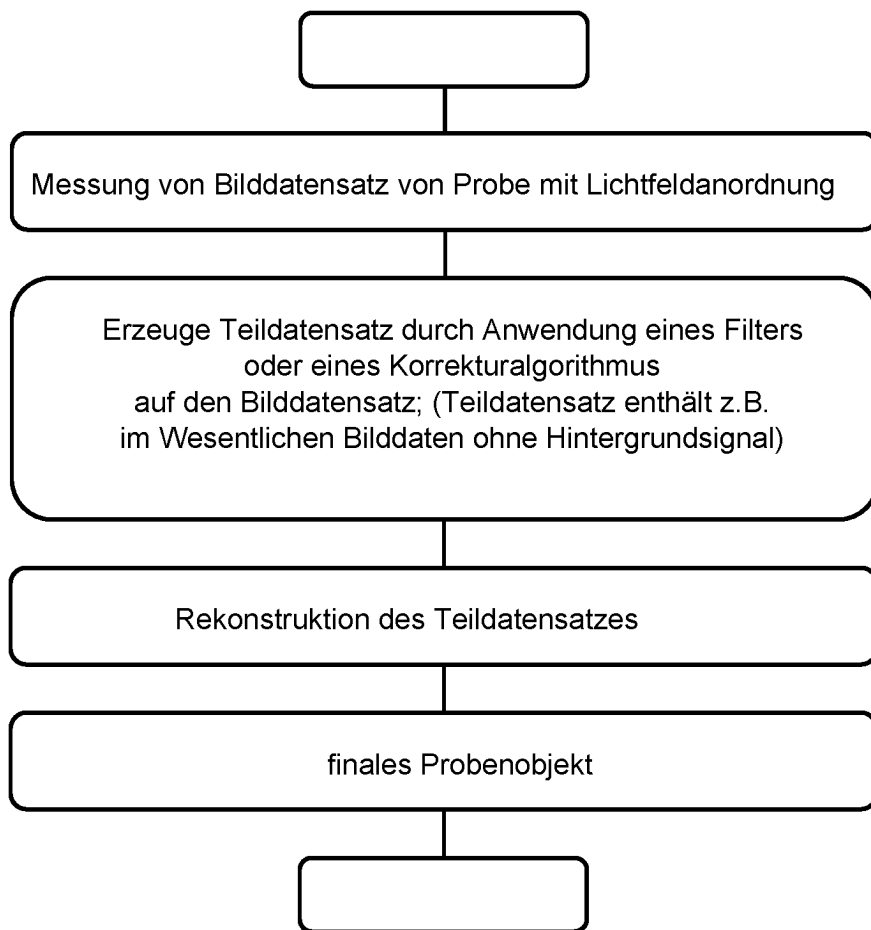 Messung von Bilddatensatz von Probe mit Lichtfeldanordnung
Erzeuge Teildatensatz durch Anwendung eines Filters
oder eines Korrekturalgorithmus
auf den Bilddatensatz; (Teildatensatz enthält z.B.
im Wesentlichen Bilddaten ohne Hintergrundsignal)
Rekonstruktion des Teildatensatzes
finales Probenobjekt